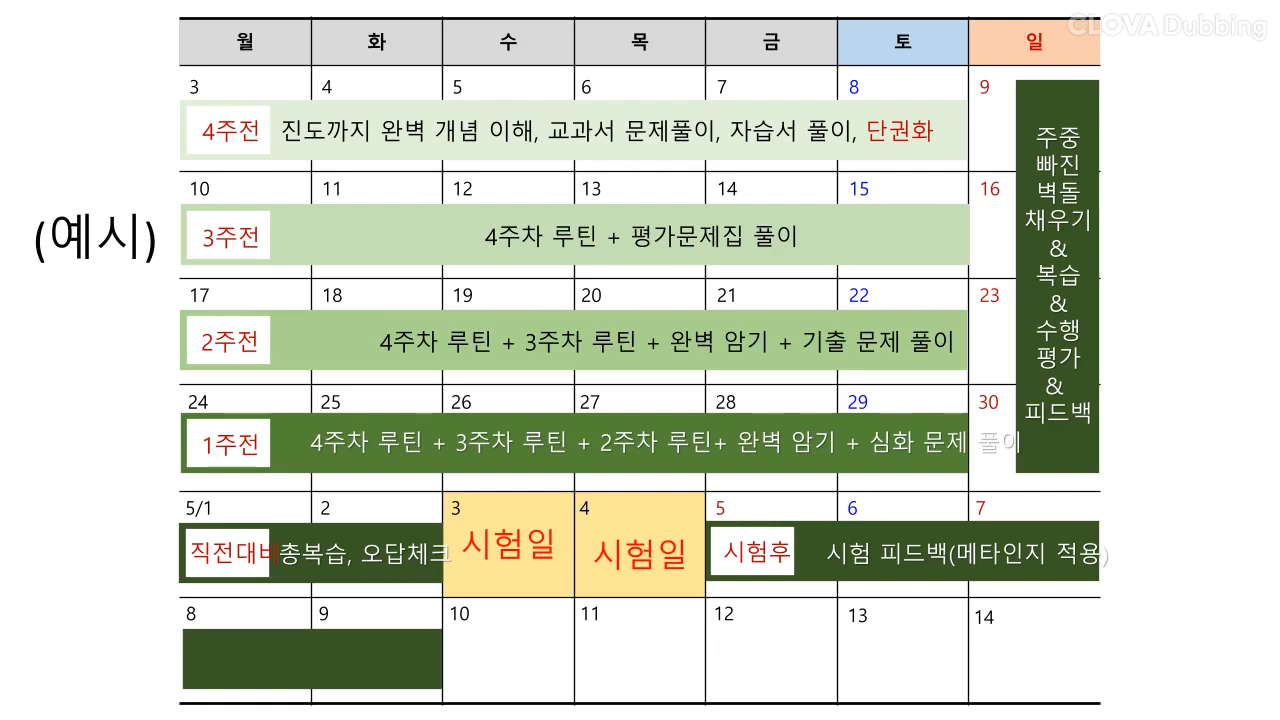 CLOVA Dubbing
월 화 수 목 금 토 일
3 4 5 6 7 8 9
4주전 진도까지 완벽 개념 이해, 교과서 문제풀이, 자습서 풀이, 단권화
10 11 12 13 14 15 16
(예시)
3주전 4주차 루틴 + 평가문제집 풀이
17 18 19 20 21 22 23
2주전 4주차 루틴 + 3주차 루틴 + 완벽 암기 + 기출 문제 풀이
24 25 26 27 28 29 30
1주전 4주차 루틴 + 3주차 루틴 + 2주차 루틴+ 완벽 암기 + 심화 문제 풀이
주중
빠진
벽돌
채우기
&
복습
&
수행
평가
&
피드백
5/1 2 3 4 5 6 7
직전대비 총복습, 오답체크 시험일 시험일 시험후 시험 피드백(메타인지 적용)
8 9 10 11 12 13 14